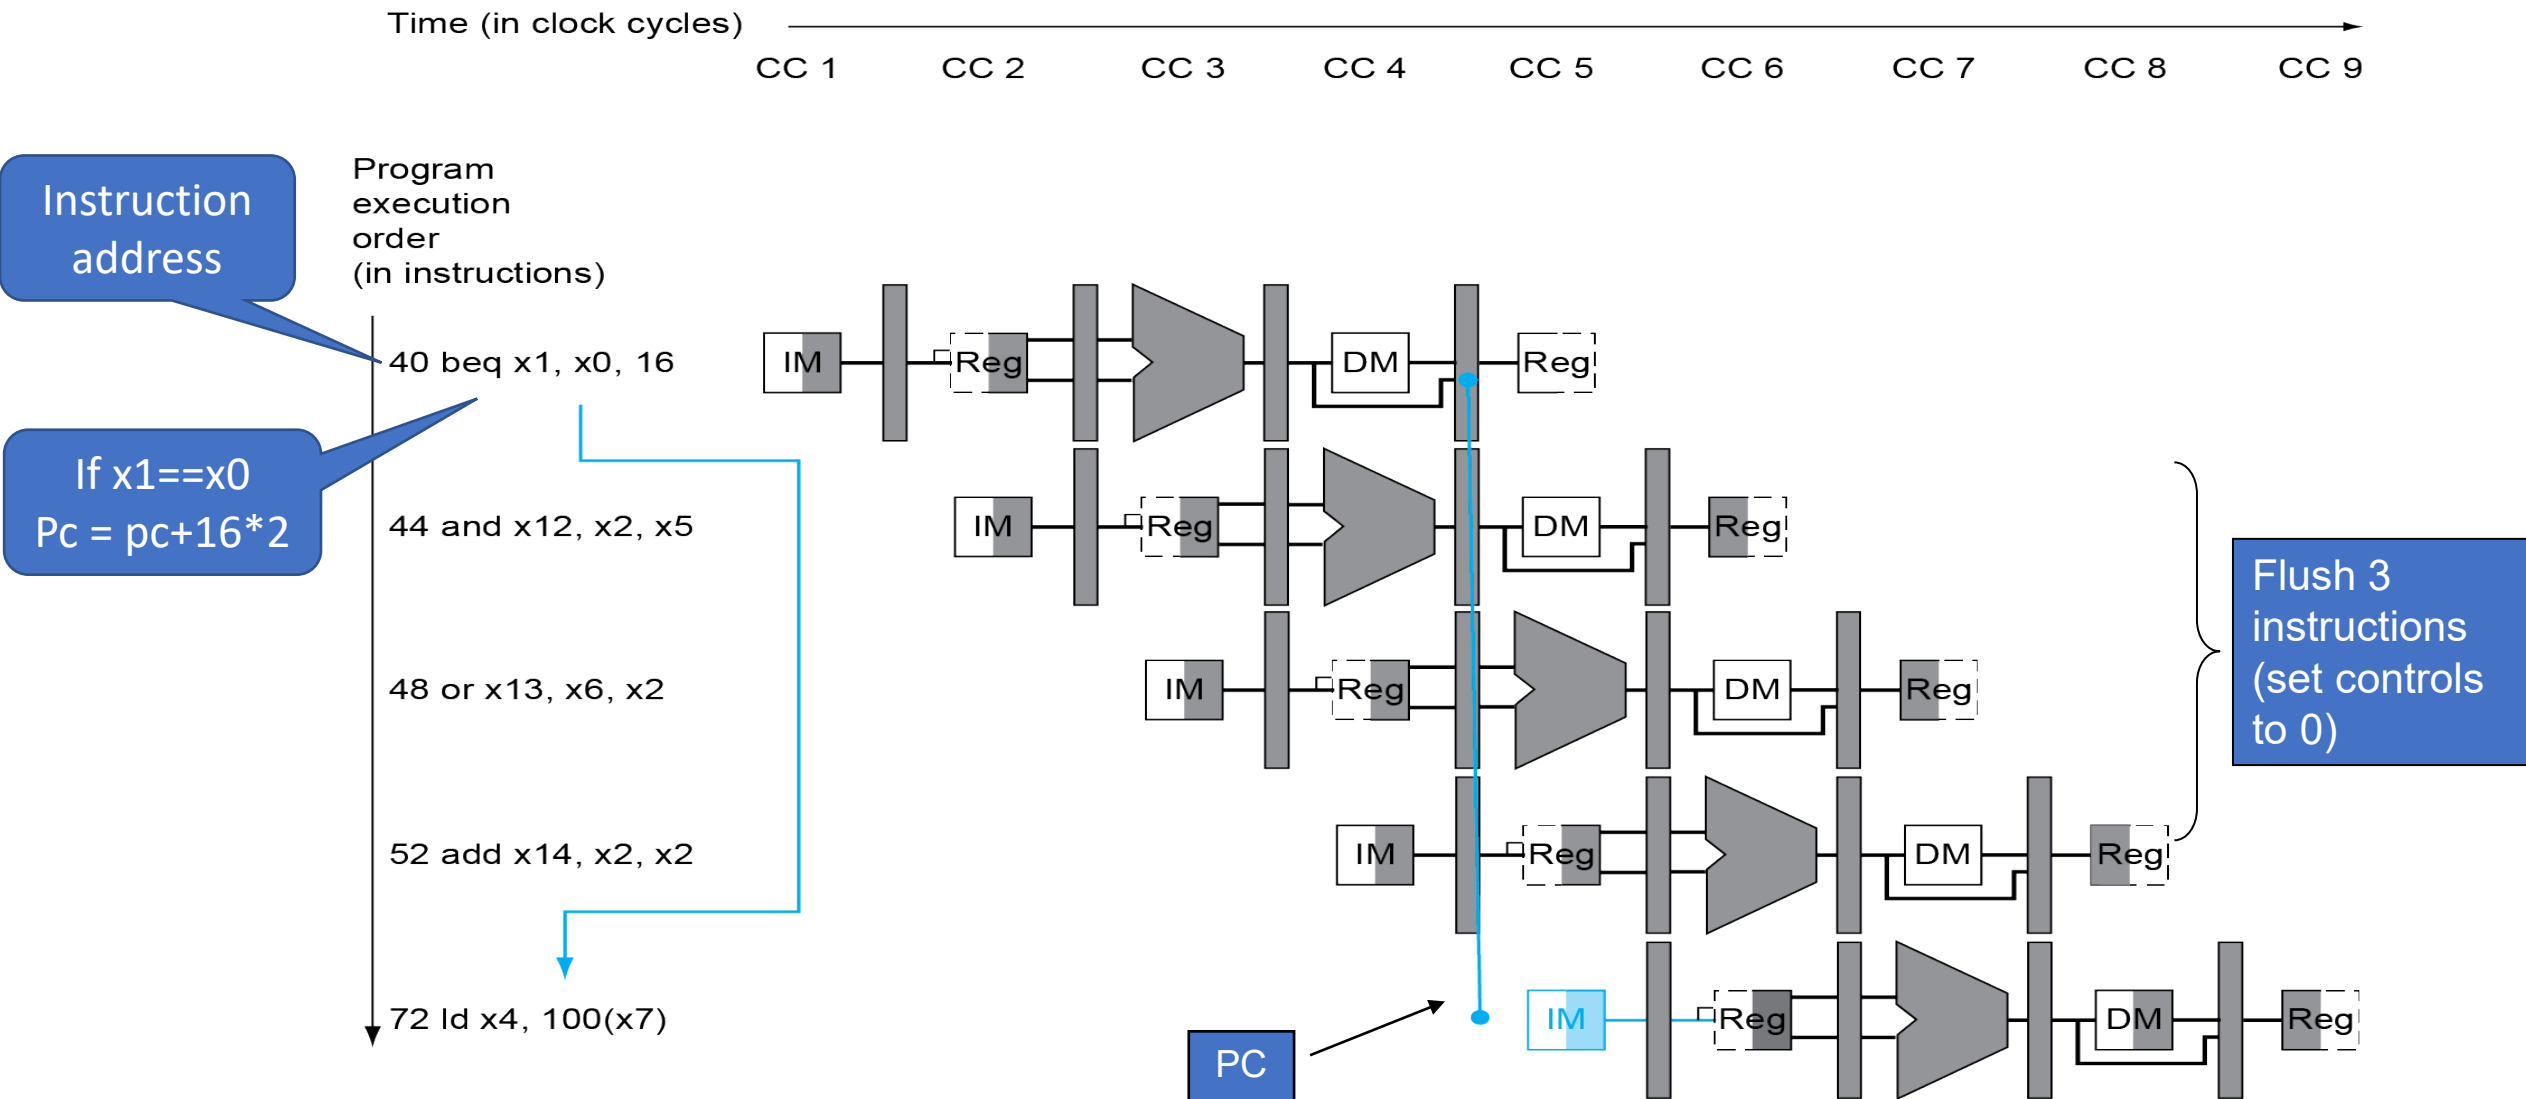 Time (in clock cycles)
CC 1 CC 2 CC 3 CC 4 CC 5 CC 6 CC 7 CC 8 CC 9
Instruction
address
Program
execution
order
(in instructions)
40 beq x1, x0, 16
IM Reg DM Reg
If x1==x0
Pc = pc+16*2
44 and x12, x2, x5
IM Reg DM Reg
48 or x13, x6, x2
IM Reg DM Reg
52 add x14, x2, x2
IM Reg DM Reg
72 ld x4, 100(x7)
IM Reg DM Reg
Flush 3
instructions
(set controls
to 0)
PC